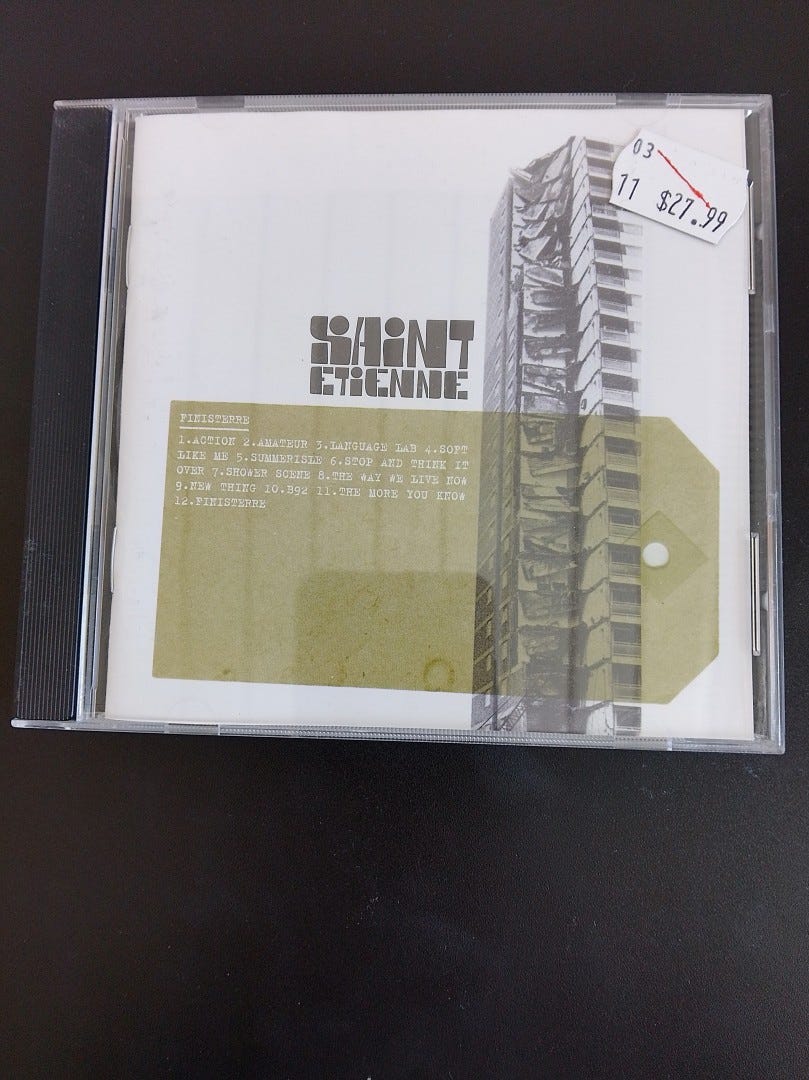 03
11 $27.99
SAINT
ETIENNE
FINISTERRE
1.ACTION 2.AMATEUR 3.LANGUAGE LAB 4.SOFT
LIKE ME 5.SUMMERISLE 6.STOP AND THINK IT
OVER 7.SHOWER SCENE 8.THE WAY WE LIVE NOW
9.NEW THING 10.B92 11.THE MORE YOU KNOW
12.FINISTERRE